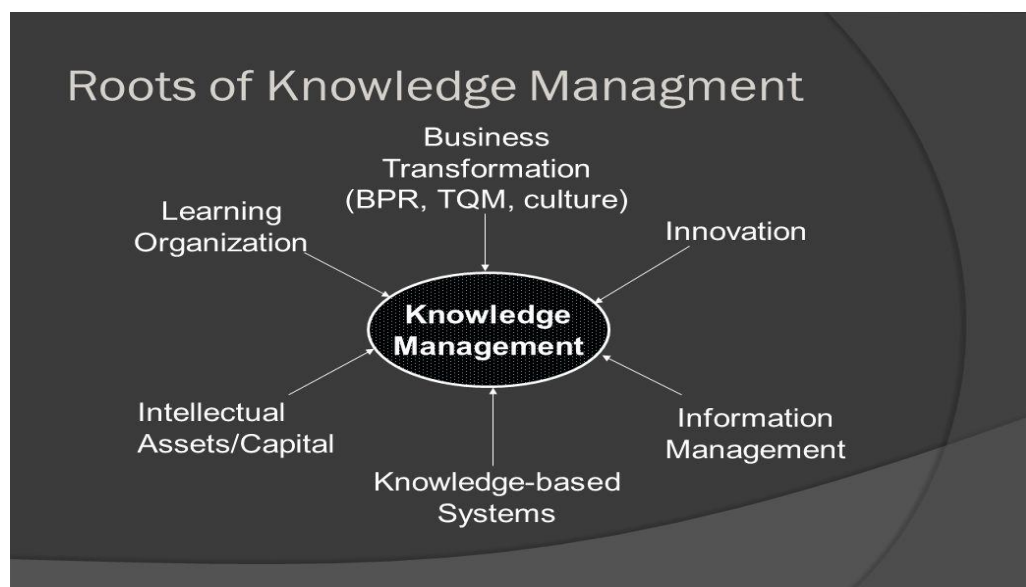 Roots of Knowledge Managment
Business
Transformation
(BPR, TQM, culture)
Learning
Organization
Innovation
Knowledge
Management
Intellectual
Assets/Capital
Information
Management
Knowledge-based
Systems